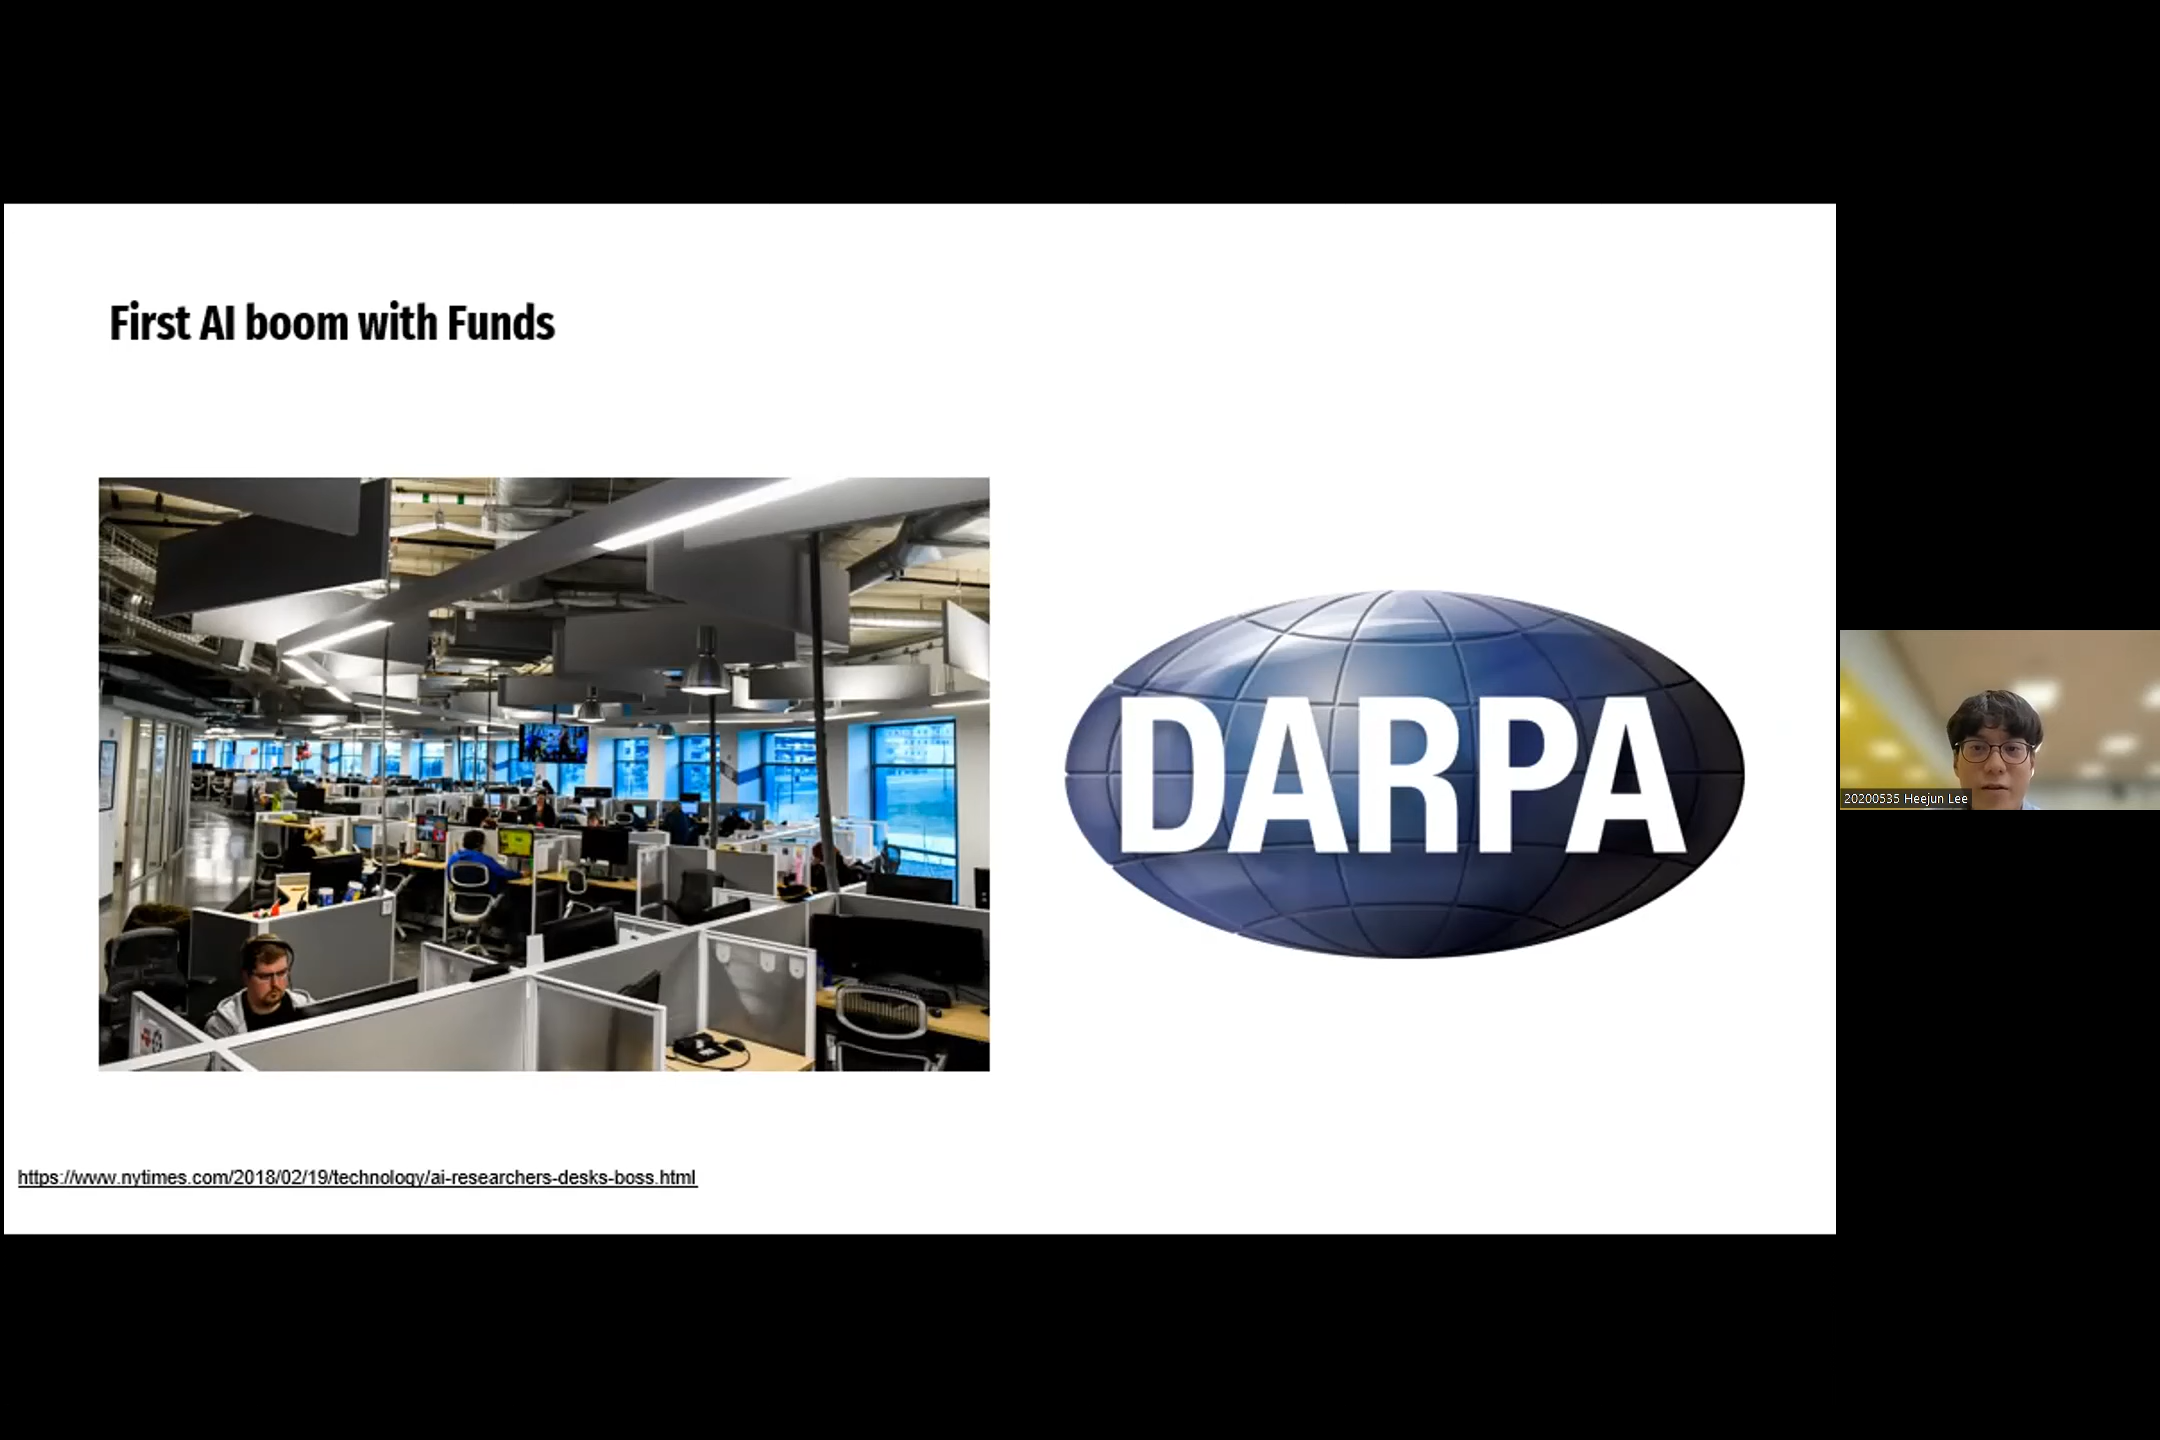 First AI boom with Funds
DARPA
https://www.nytimes.com/2018/02/19/technology/ai-researchers-desks-boss.html
20200535 Heejun Lee